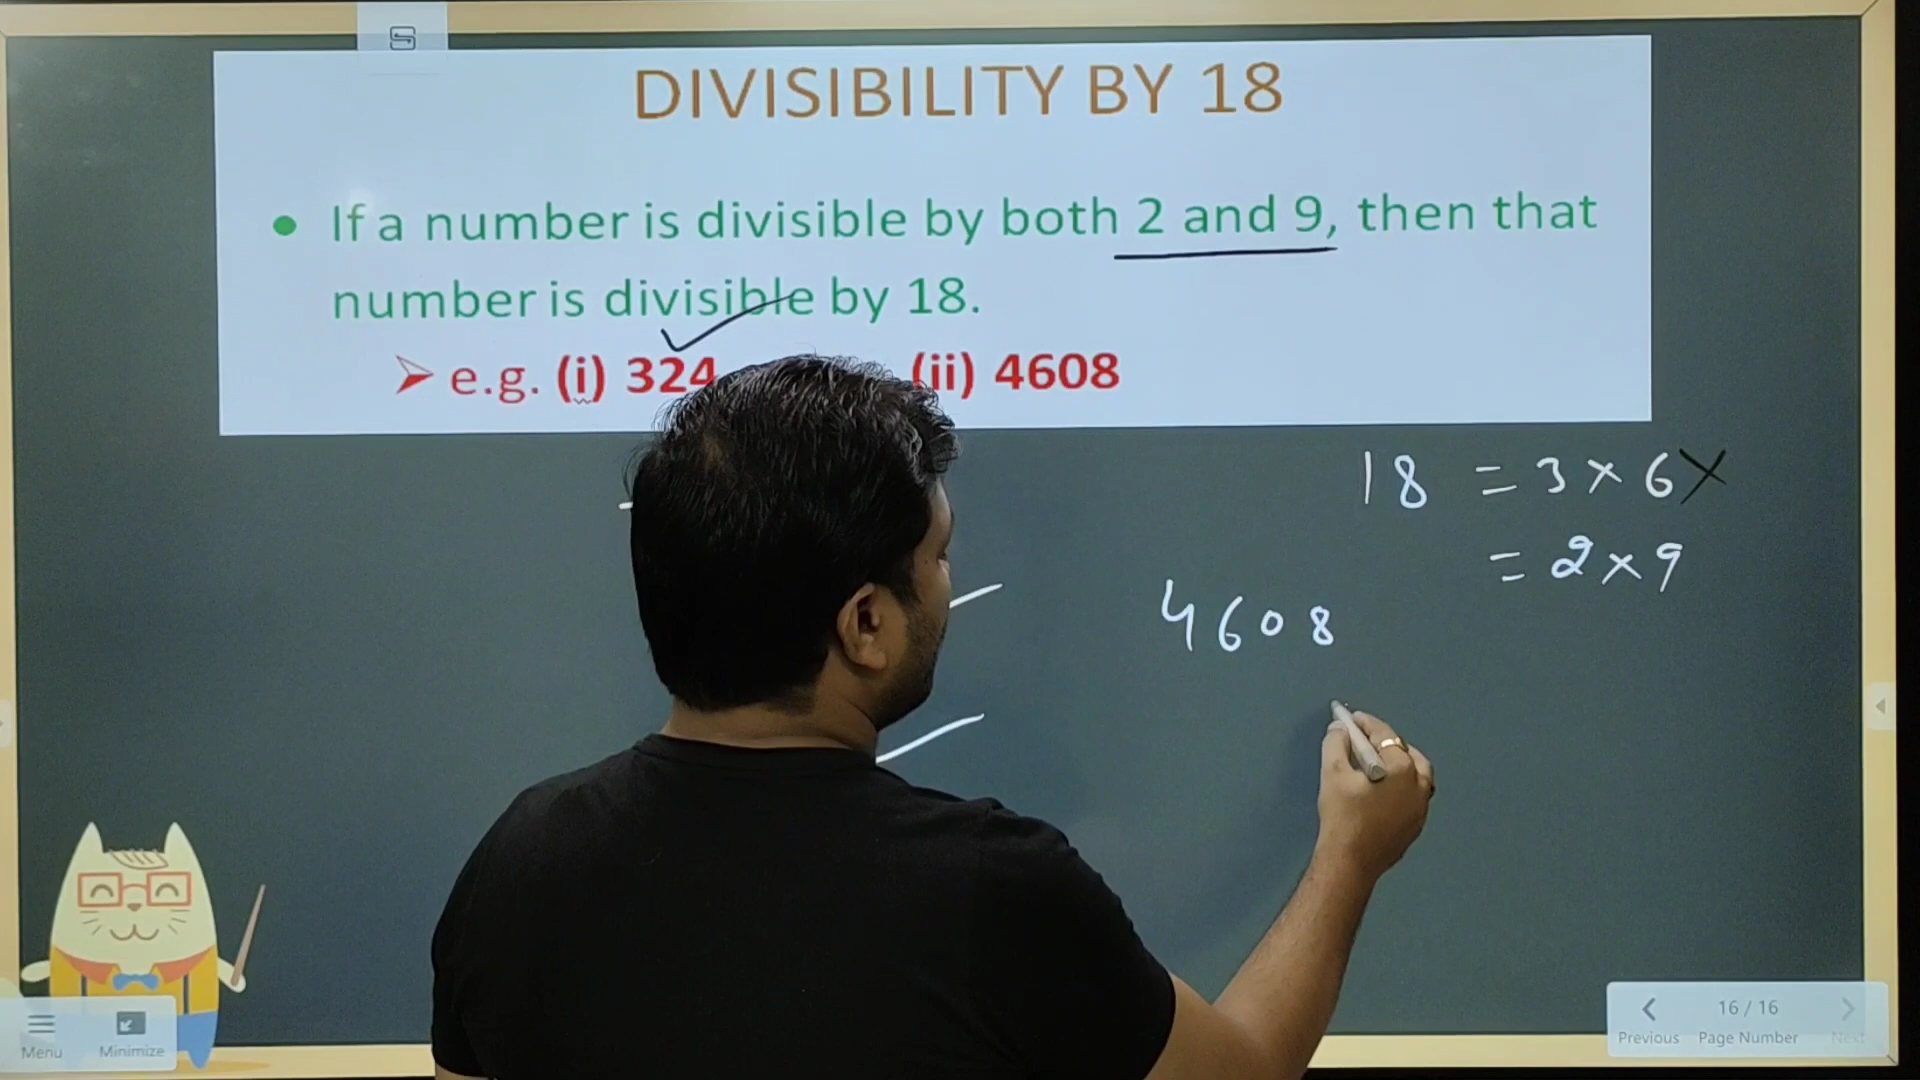 DIVISIBILITY BY 18
• If a number is divisible by both 2 and 9, then that
number is divisible by 18.
➢ e.g. (i) 324 (ii) 4608
18 = 3 × 6 ×
= 2 × 9
4608
Menu Minimize
16 / 16
Previous Page Number Next